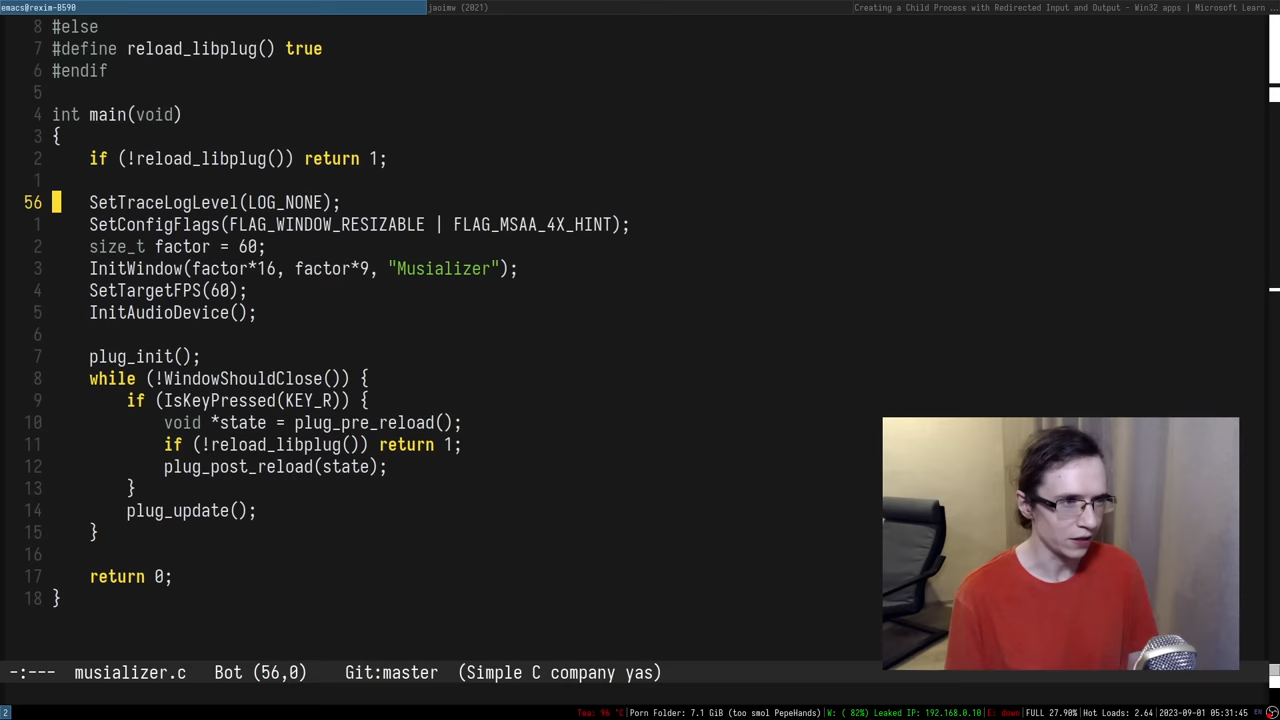 emacs@rexim-B590
jaoimw (2021)
Creating a Child Process with Redirected Input and Output - Win32 apps | Microsoft Learn ...
8 #else
7 #define reload_libplug() true
6 #endif
5
4 int main(void)
3 {
2 if (!reload_libplug()) return 1;
1
56 SetTraceLogLevel(LOG_NONE);
1 SetConfigFlags(FLAG_WINDOW_RESIZABLE | FLAG_MSAA_4X_HINT);
2 size_t factor = 60;
3 InitWindow(factor*16, factor*9, "Musializer");
4 SetTargetFPS(60);
5 InitAudioDevice();
6
7 plug_init();
8 while (!WindowShouldClose()) {
9 if (IsKeyPressed(KEY_R)) {
10 void *state = plug_pre_reload();
11 if (!reload_libplug()) return 1;
12 plug_post_reload(state);
13 }
14 plug_update();
15 }
16
17 return 0;
18 }
-:--- musializer.c Bot (56,0) Git:master (Simple C company yas)
2
Tea: 96 °C | Porn Folder: 7.1 GiB (too smol PepeHands) | W: ( 82%) Leaked IP: 192.168.0.10 | E: down | FULL 27.90% | Hot Loads: 2.64 | 2023-09-01 05:31:45 EN